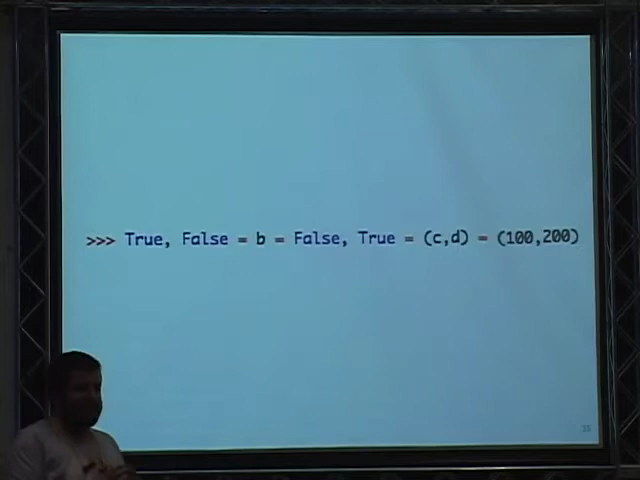 >>> True, False = b = False, True = (c,d) = (100,200)